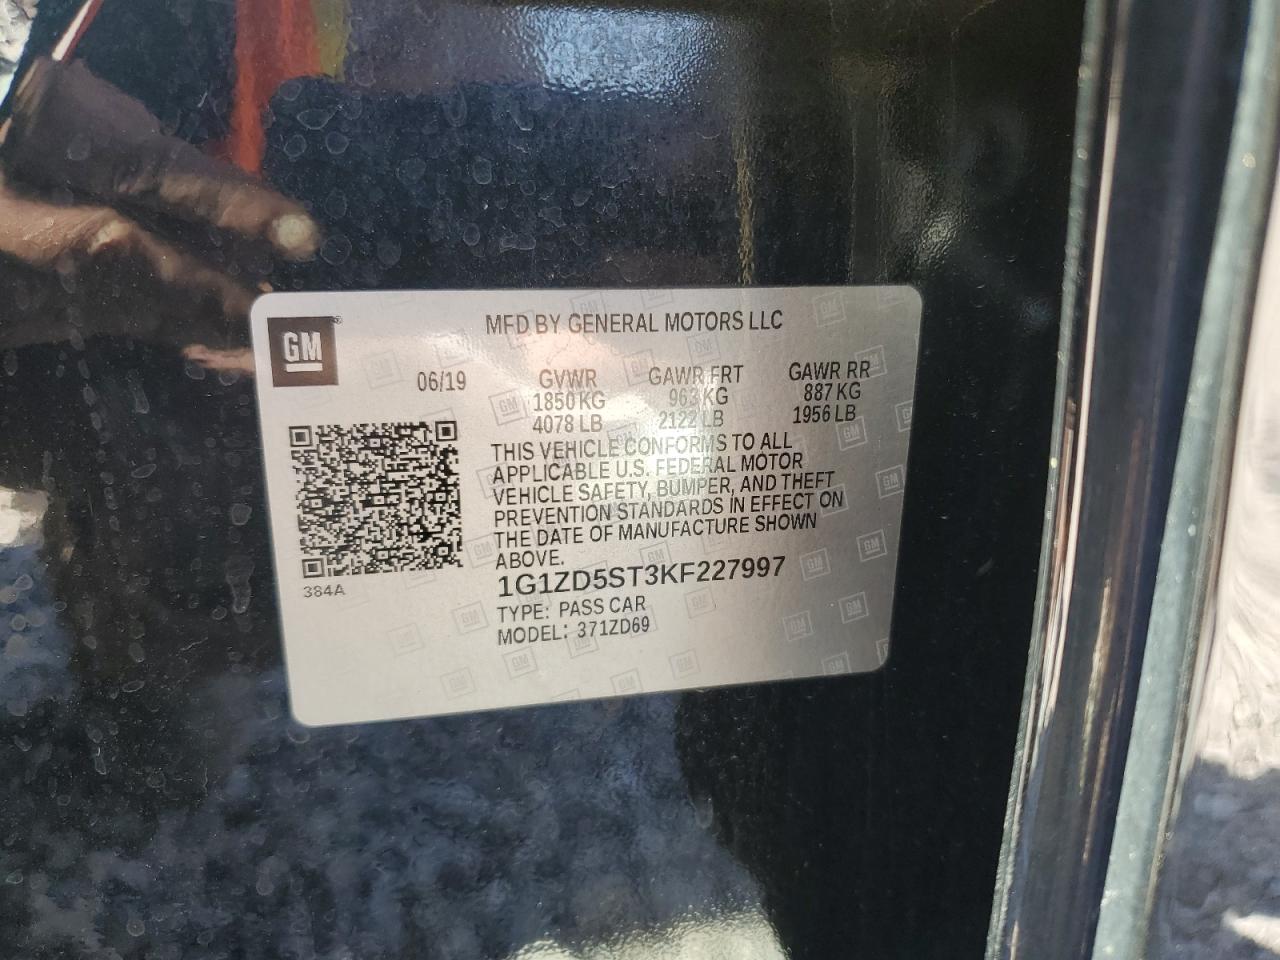 GM
MFD BY GENERAL MOTORS LLC
06/19
GVWR GAWR FRT GAWR RR
1850 KG 963 KG 887 KG
4078 LB 2122 LB 1956 LB
THIS VEHICLE CONFORMS TO ALL
APPLICABLE U.S. FEDERAL MOTOR
VEHICLE SAFETY, BUMPER, AND THEFT
PREVENTION STANDARDS IN EFFECT ON
THE DATE OF MANUFACTURE SHOWN
ABOVE.
384A
1G1ZD5ST3KF227997
TYPE: PASS CAR
MODEL: 371ZD69